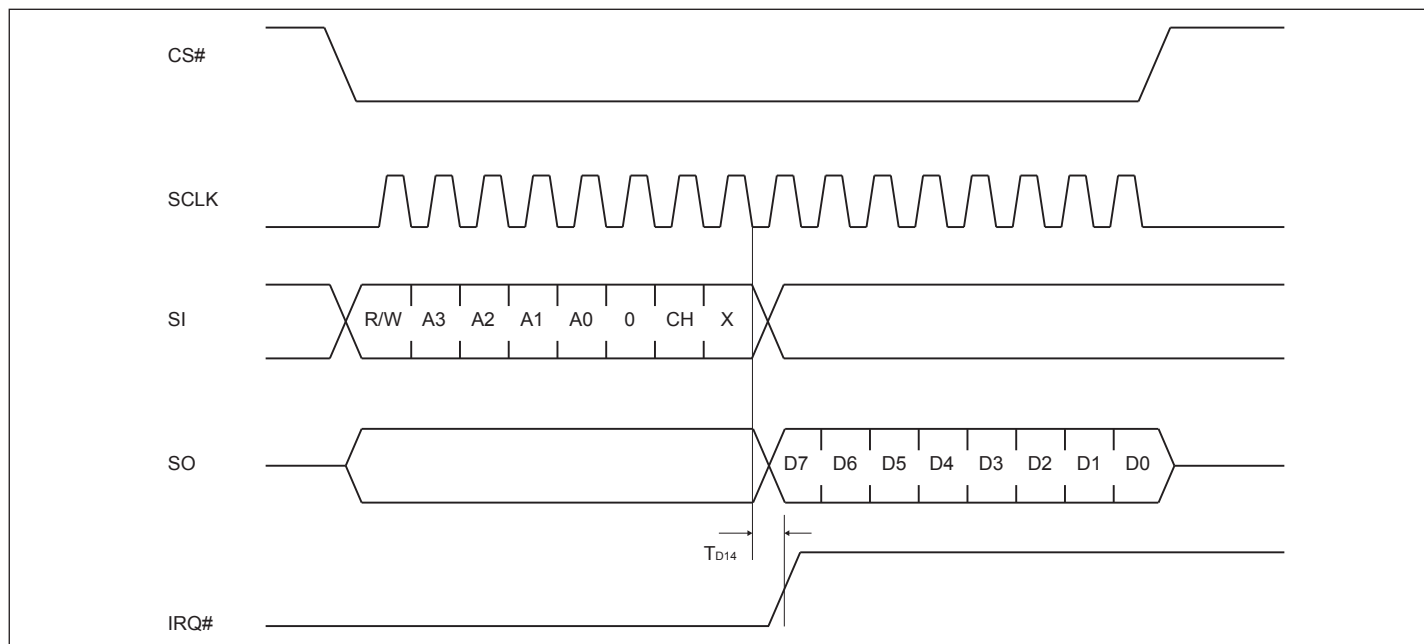 CS#
SCLK
SI
R/W A3 A2 A1 A0 0 CH X
SO
D7 D6 D5 D4 D3 D2 D1 D0
TD14
IRQ#